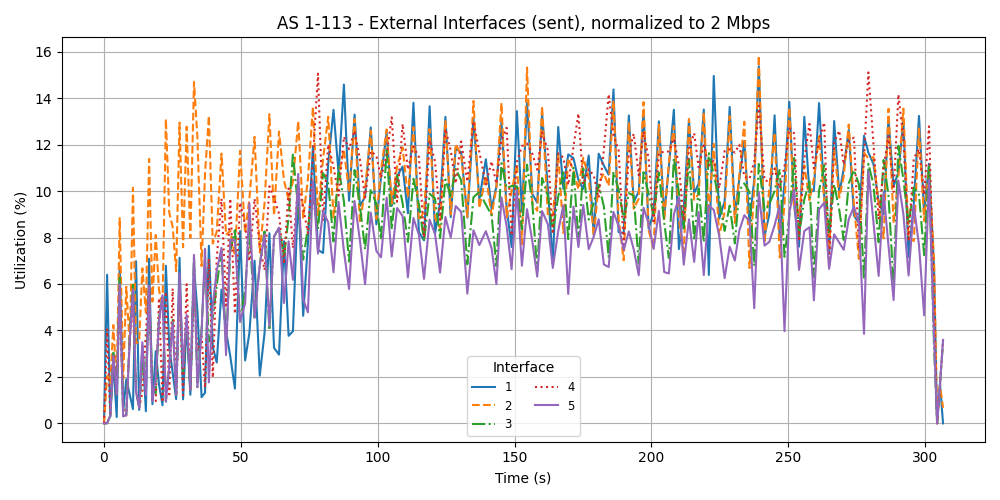 AS 1-113 - External Interfaces (sent), normalized to 2 Mbps
Utilization (%)
16
14
12
10
8
6
4
2
0
0 50 100 150 200 250 300
Time (s)
Interface
1 4
2 5
3